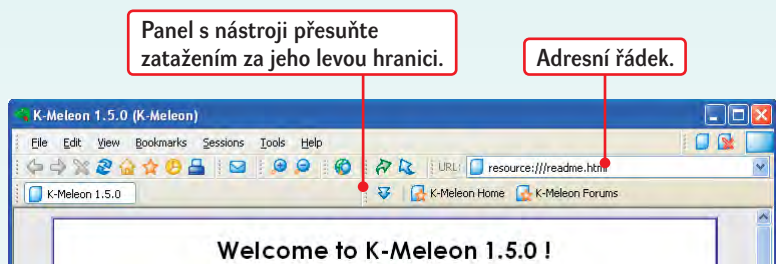 Panel s nástroji přesuňte
zatažením za jeho levou hranici.
Adresní řádek.
K-Meleon 1.5.0 (K-Meleon)
File Edit View Bookmarks Sessions Tools Help
URL: resource:///readme.html
K-Meleon 1.5.0 K-Meleon Home K-Meleon Forums
Welcome to K-Meleon 1.5.0 !